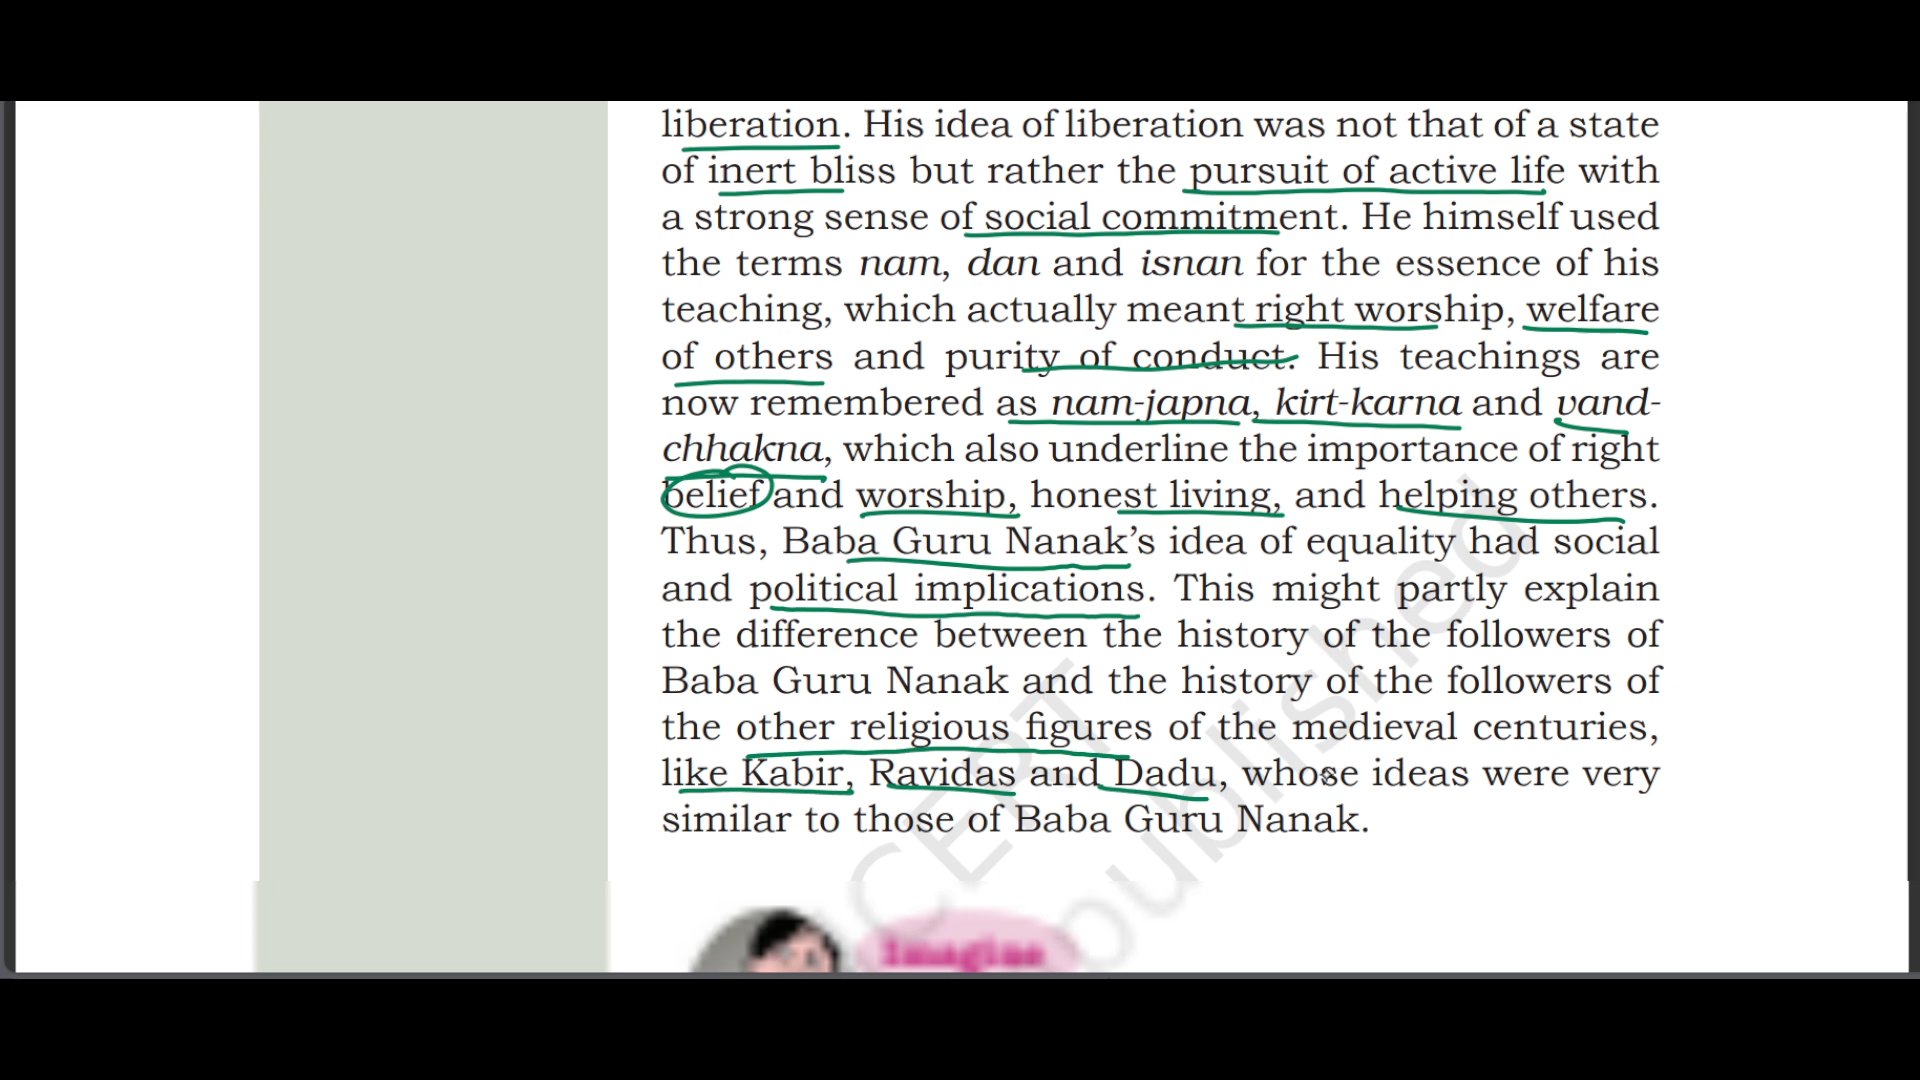 liberation. His idea of liberation was not that of a state
of inert bliss but rather the pursuit of active life with
a strong sense of social commitment. He himself used
the terms nam, dan and isnan for the essence of his
teaching, which actually meant right worship, welfare
of others and purity of conduct. His teachings are
now remembered as nam-japna, kirt-karna and vand-
chhakna, which also underline the importance of right
belief and worship, honest living, and helping others.
Thus, Baba Guru Nanak’s idea of equality had social
and political implications. This might partly explain
the difference between the history of the followers of
Baba Guru Nanak and the history of the followers of
the other religious figures of the medieval centuries,
like Kabir, Ravidas and Dadu, whose ideas were very
similar to those of Baba Guru Nanak.
CERT
published
Imagine